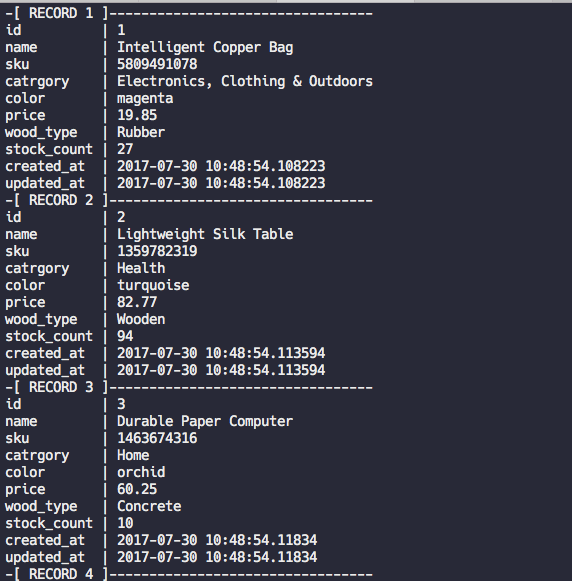 -[ RECORD 1 ]---------------------------------
id          | 1
name        | Intelligent Copper Bag
sku         | 5809491078
catrgory    | Electronics, Clothing & Outdoors
color       | magenta
price       | 19.85
wood_type   | Rubber
stock_count | 27
created_at  | 2017-07-30 10:48:54.108223
updated_at  | 2017-07-30 10:48:54.108223
-[ RECORD 2 ]---------------------------------
id          | 2
name        | Lightweight Silk Table
sku         | 1359782319
catrgory    | Health
color       | turquoise
price       | 82.77
wood_type   | Wooden
stock_count | 94
created_at  | 2017-07-30 10:48:54.113594
updated_at  | 2017-07-30 10:48:54.113594
-[ RECORD 3 ]---------------------------------
id          | 3
name        | Durable Paper Computer
sku         | 1463674316
catrgory    | Home
color       | orchid
price       | 60.25
wood_type   | Concrete
stock_count | 10
created_at  | 2017-07-30 10:48:54.11834
updated_at  | 2017-07-30 10:48:54.11834
-[ RECORD 4 ]---------------------------------